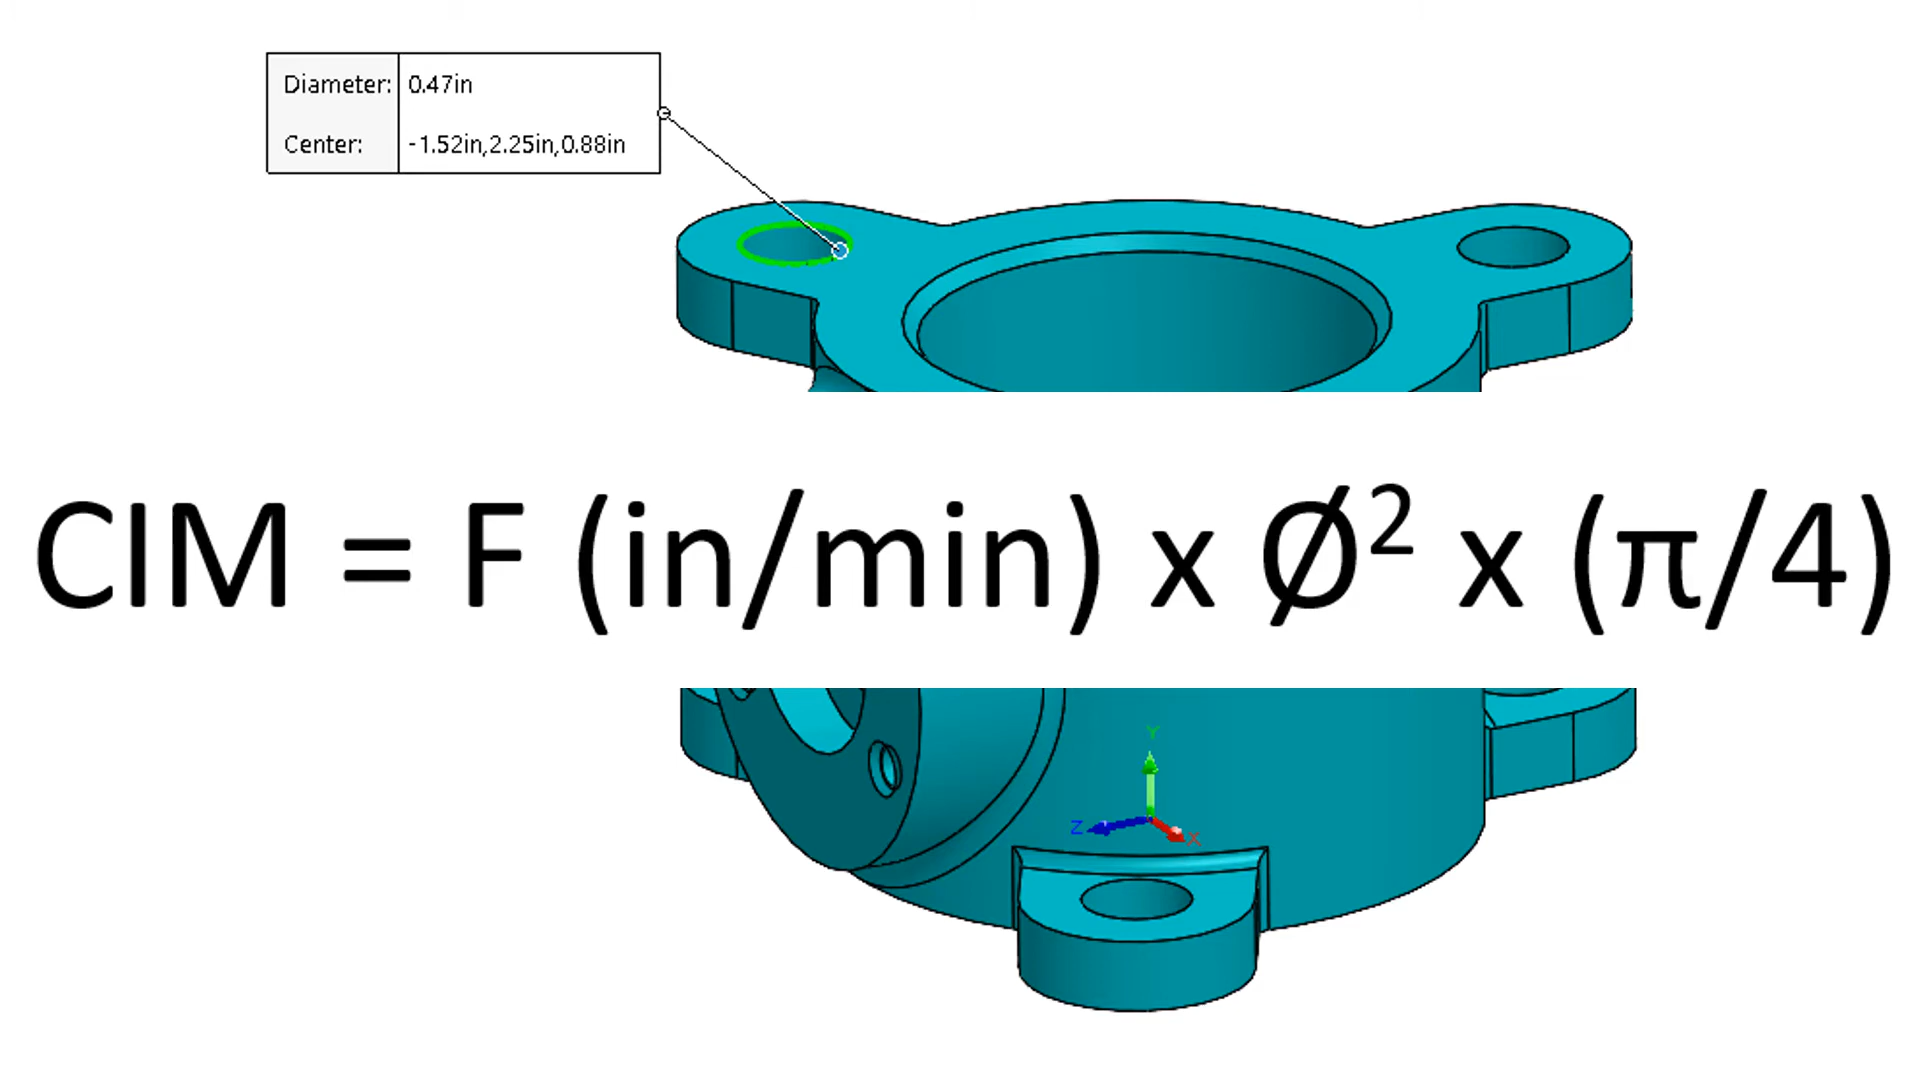 Diameter: 0.47in
Center: -1.52in,2.25in,0.88in
CIM = F (in/min) x Ø² x (π/4)
Y
Z
X